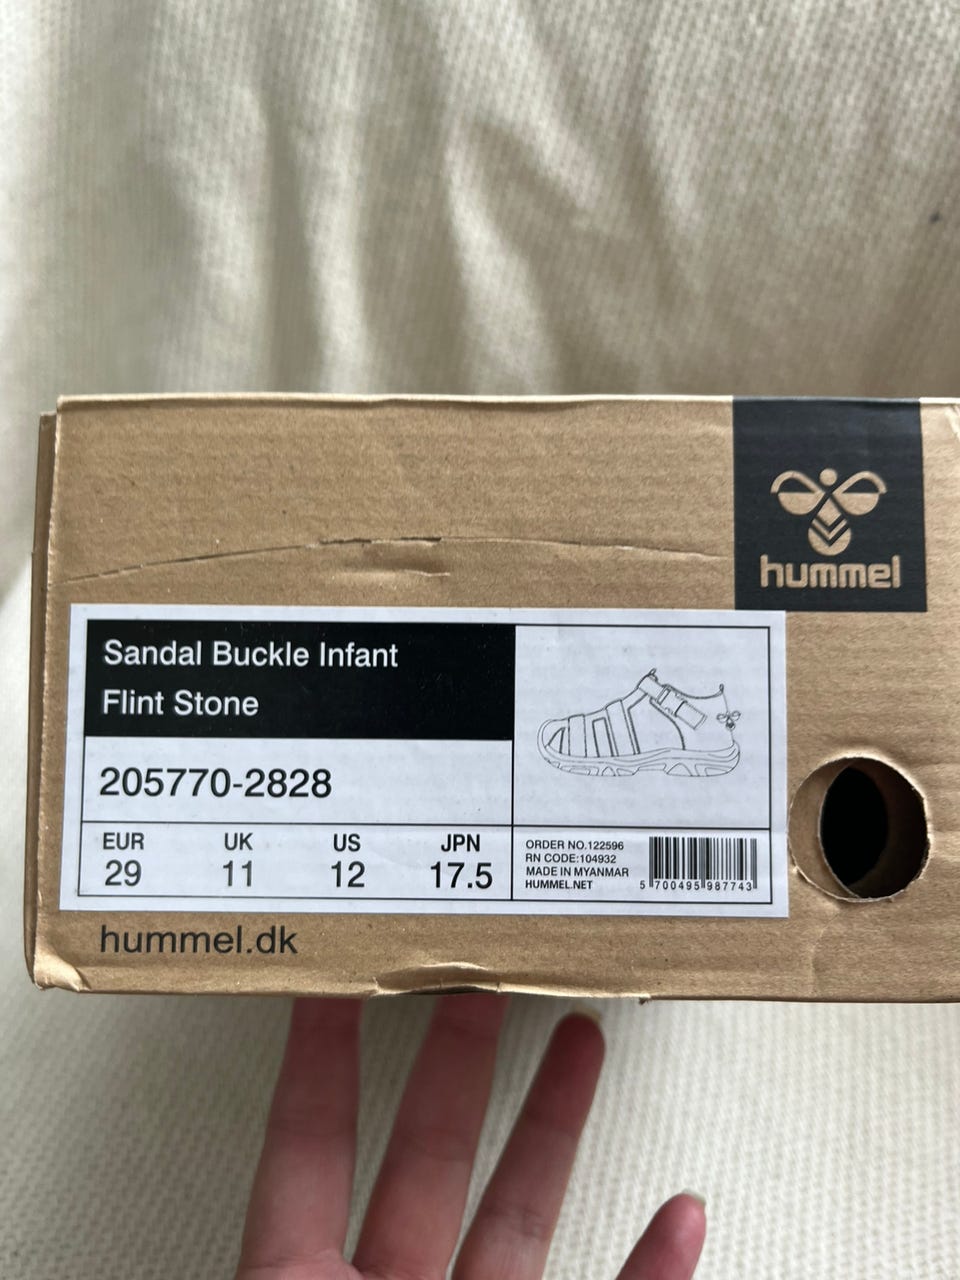 hummel
Sandal Buckle Infant
Flint Stone
205770-2828
EUR UK US JPN
29 11 12 17.5
ORDER NO.122596
RN CODE:104932
MADE IN MYANMAR
HUMMEL.NET
5 700495 987743
hummel.dk